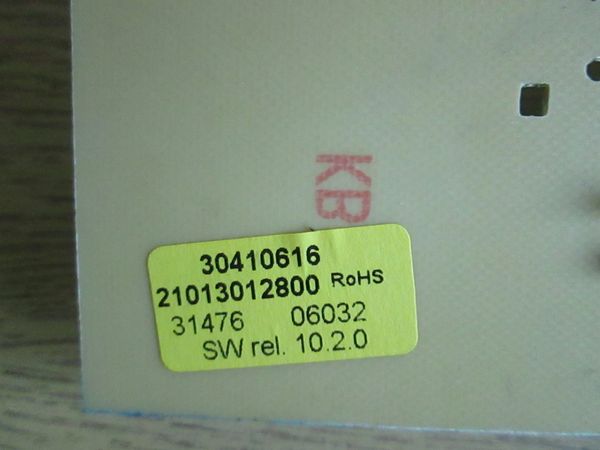 KB
30410616
21013012800 RoHS
31476 06032
SW rel. 10.2.0